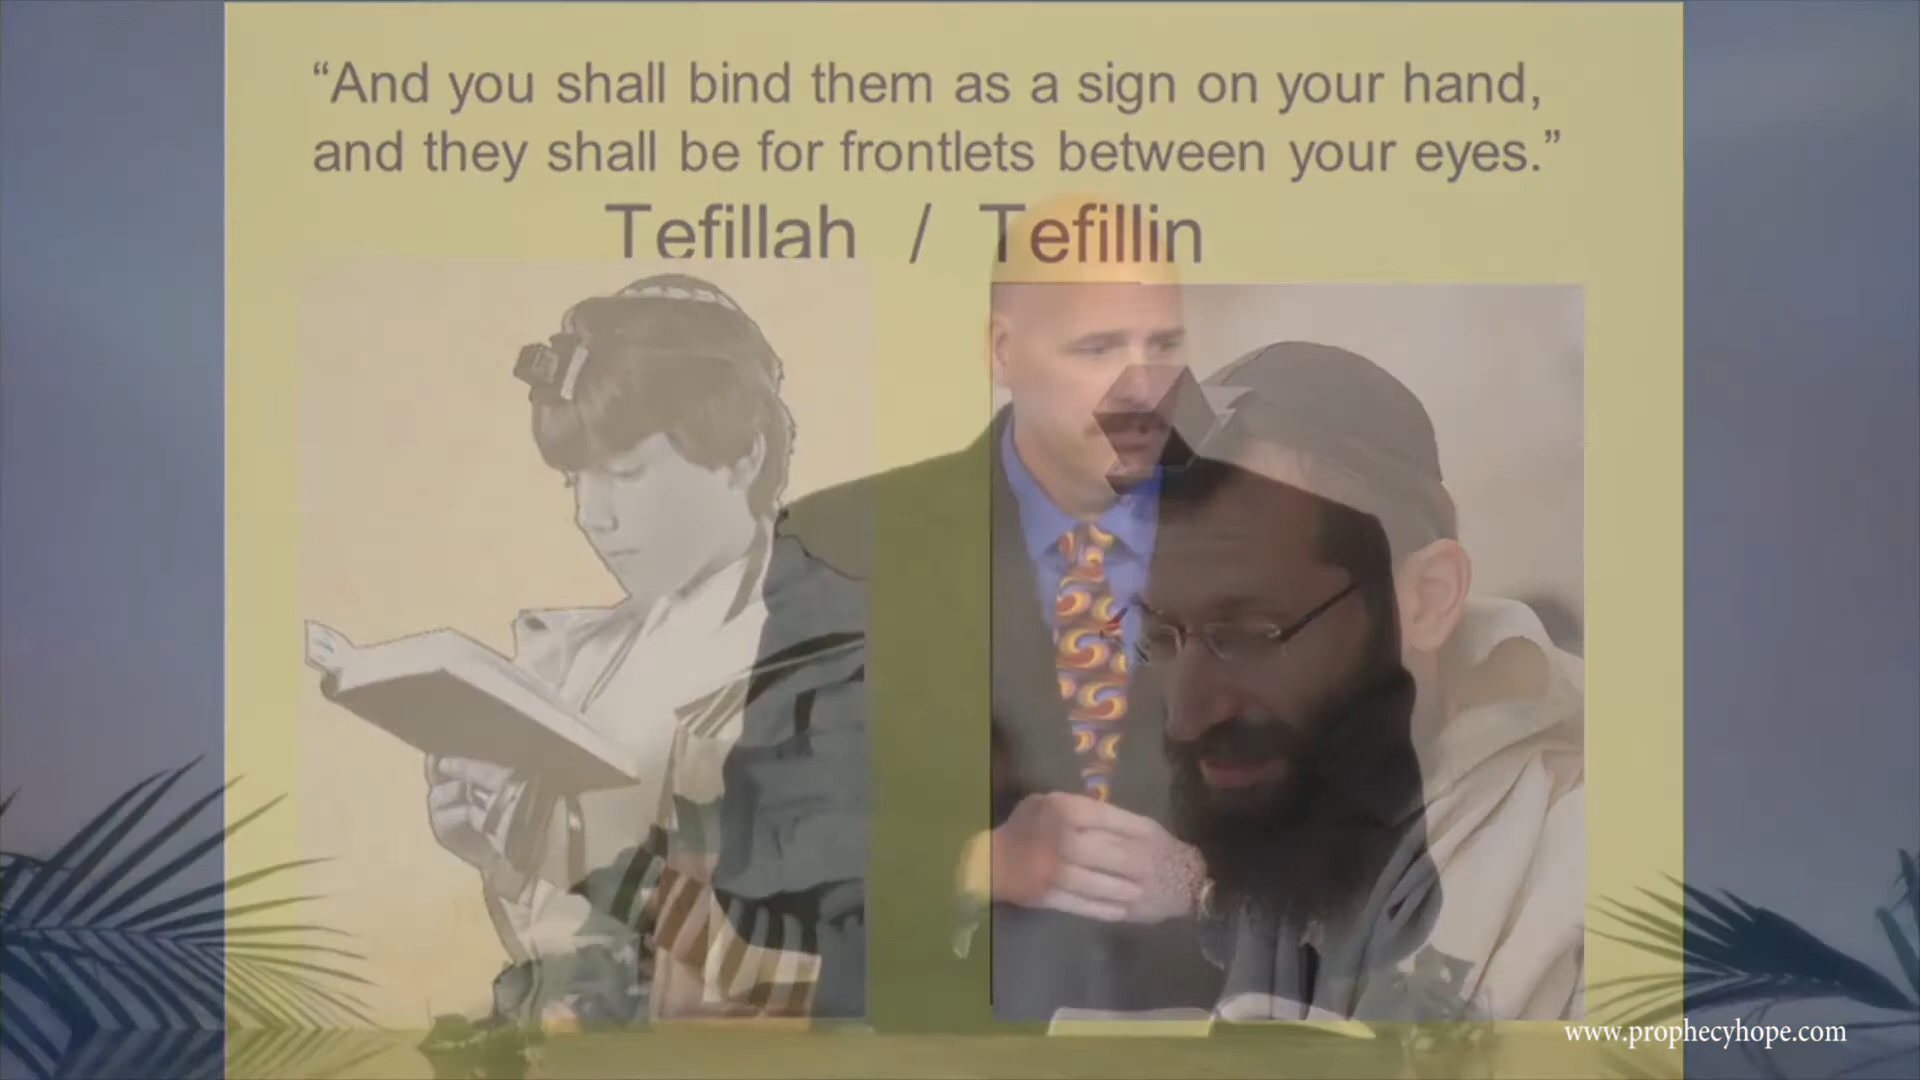 “And you shall bind them as a sign on your hand,
and they shall be for frontlets between your eyes.”
Tefillah / Tefillin
www.prophecyhope.com